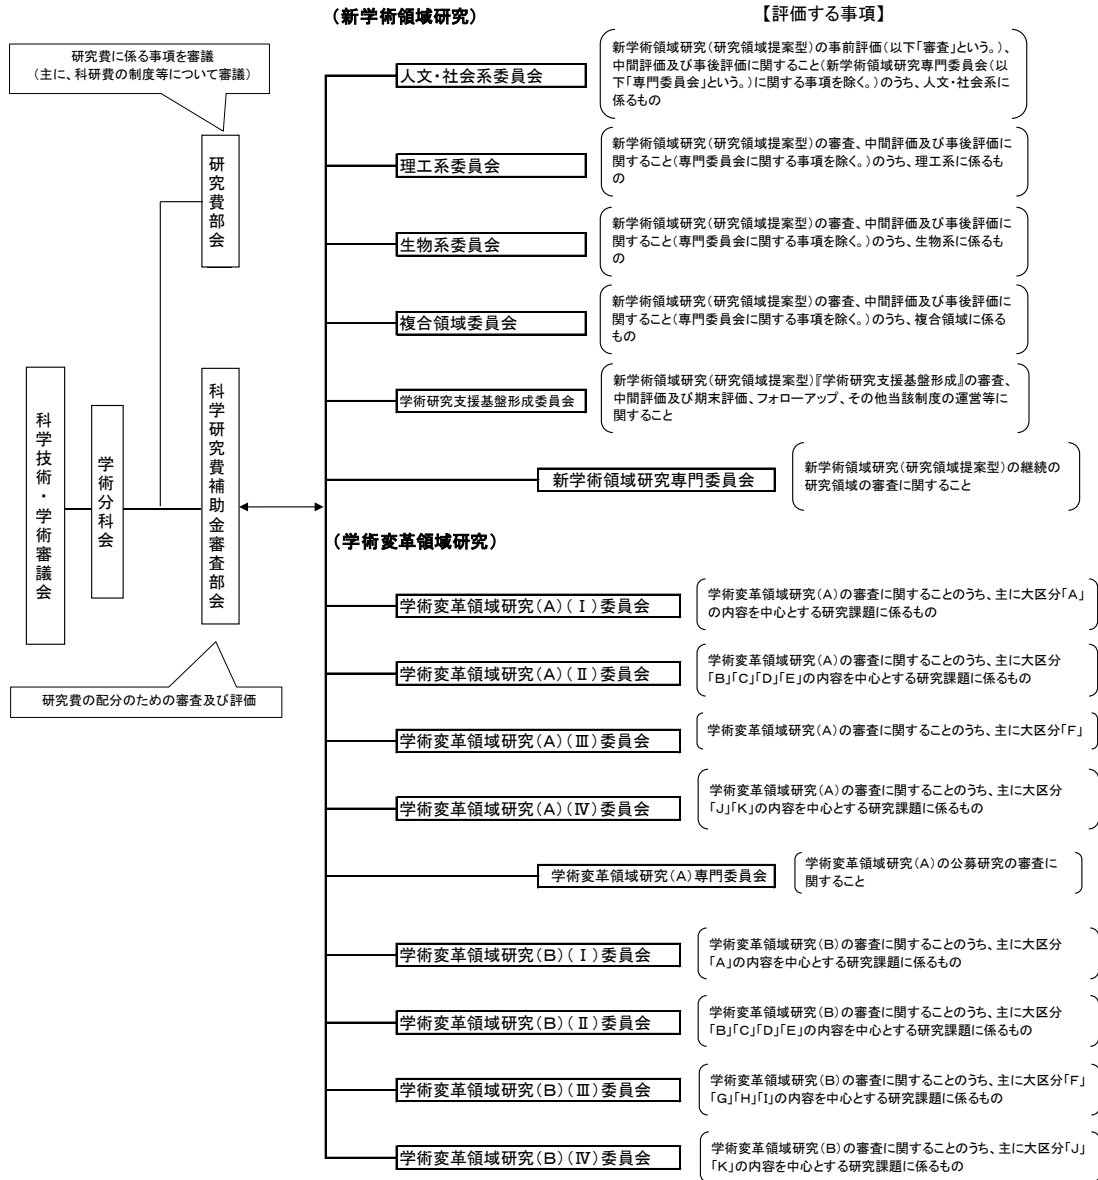 (新学術領域研究)
【評価する事項】
研究費に係る事項を審議
(主に、科研費の制度等について審議)
研究費部会
科学技術・学術審議会
学術分科会
科学研究費補助金審査部会
研究費の配分のための審査及び評価
人文・社会系委員会
新学術領域研究(研究領域提案型)の事前評価(以下「審査」という。)、
中間評価及び事後評価に関すること(新学術領域研究専門委員会(以
下「専門委員会」という。)に関する事項を除く。)のうち、人文・社会系に
係るもの
理工系委員会
新学術領域研究(研究領域提案型)の審査、中間評価及び事後評価に
関すること(専門委員会に関する事項を除く。)のうち、理工系に係るも
の
生物系委員会
新学術領域研究(研究領域提案型)の審査、中間評価及び事後評価に
関すること(専門委員会に関する事項を除く。)のうち、生物系に係るも
の
複合領域委員会
新学術領域研究(研究領域提案型)の審査、中間評価及び事後評価に
関すること(専門委員会に関する事項を除く。)のうち、複合領域に係る
もの
学術研究支援基盤形成委員会
新学術領域研究(研究領域提案型)『学術研究支援基盤形成』の審査、
中間評価及び期末評価、フォローアップ、その他当該制度の運営等に
関すること
新学術領域研究専門委員会
新学術領域研究(研究領域提案型)の継続の
研究領域の審査に関すること
(学術変革領域研究)
学術変革領域研究(A)(Ⅰ)委員会
学術変革領域研究(A)の審査に関することのうち、主に大区分「A」
の内容を中心とする研究課題に係るもの
学術変革領域研究(A)(Ⅱ)委員会
学術変革領域研究(A)の審査に関することのうち、主に大区分
「B」「C」「D」「E」の内容を中心とする研究課題に係るもの
学術変革領域研究(A)(Ⅲ)委員会
学術変革領域研究(A)の審査に関することのうち、主に大区分「F」
学術変革領域研究(A)(Ⅳ)委員会
学術変革領域研究(A)の審査に関することのうち、主に大区分
「J」「K」の内容を中心とする研究課題に係るもの
学術変革領域研究(A)専門委員会
学術変革領域研究(A)の公募研究の審査に
関すること
学術変革領域研究(B)(Ⅰ)委員会
学術変革領域研究(B)の審査に関することのうち、主に大区分
「A」の内容を中心とする研究課題に係るもの
学術変革領域研究(B)(Ⅱ)委員会
学術変革領域研究(B)の審査に関することのうち、主に大区分
「B」「C」「D」「E」の内容を中心とする研究課題に係るもの
学術変革領域研究(B)(Ⅲ)委員会
学術変革領域研究(B)の審査に関することのうち、主に大区分「F」
「G」「H」「I」の内容を中心とする研究課題に係るもの
学術変革領域研究(B)(Ⅳ)委員会
学術変革領域研究(B)の審査に関することのうち、主に大区分「J」
「K」の内容を中心とする研究課題に係るもの